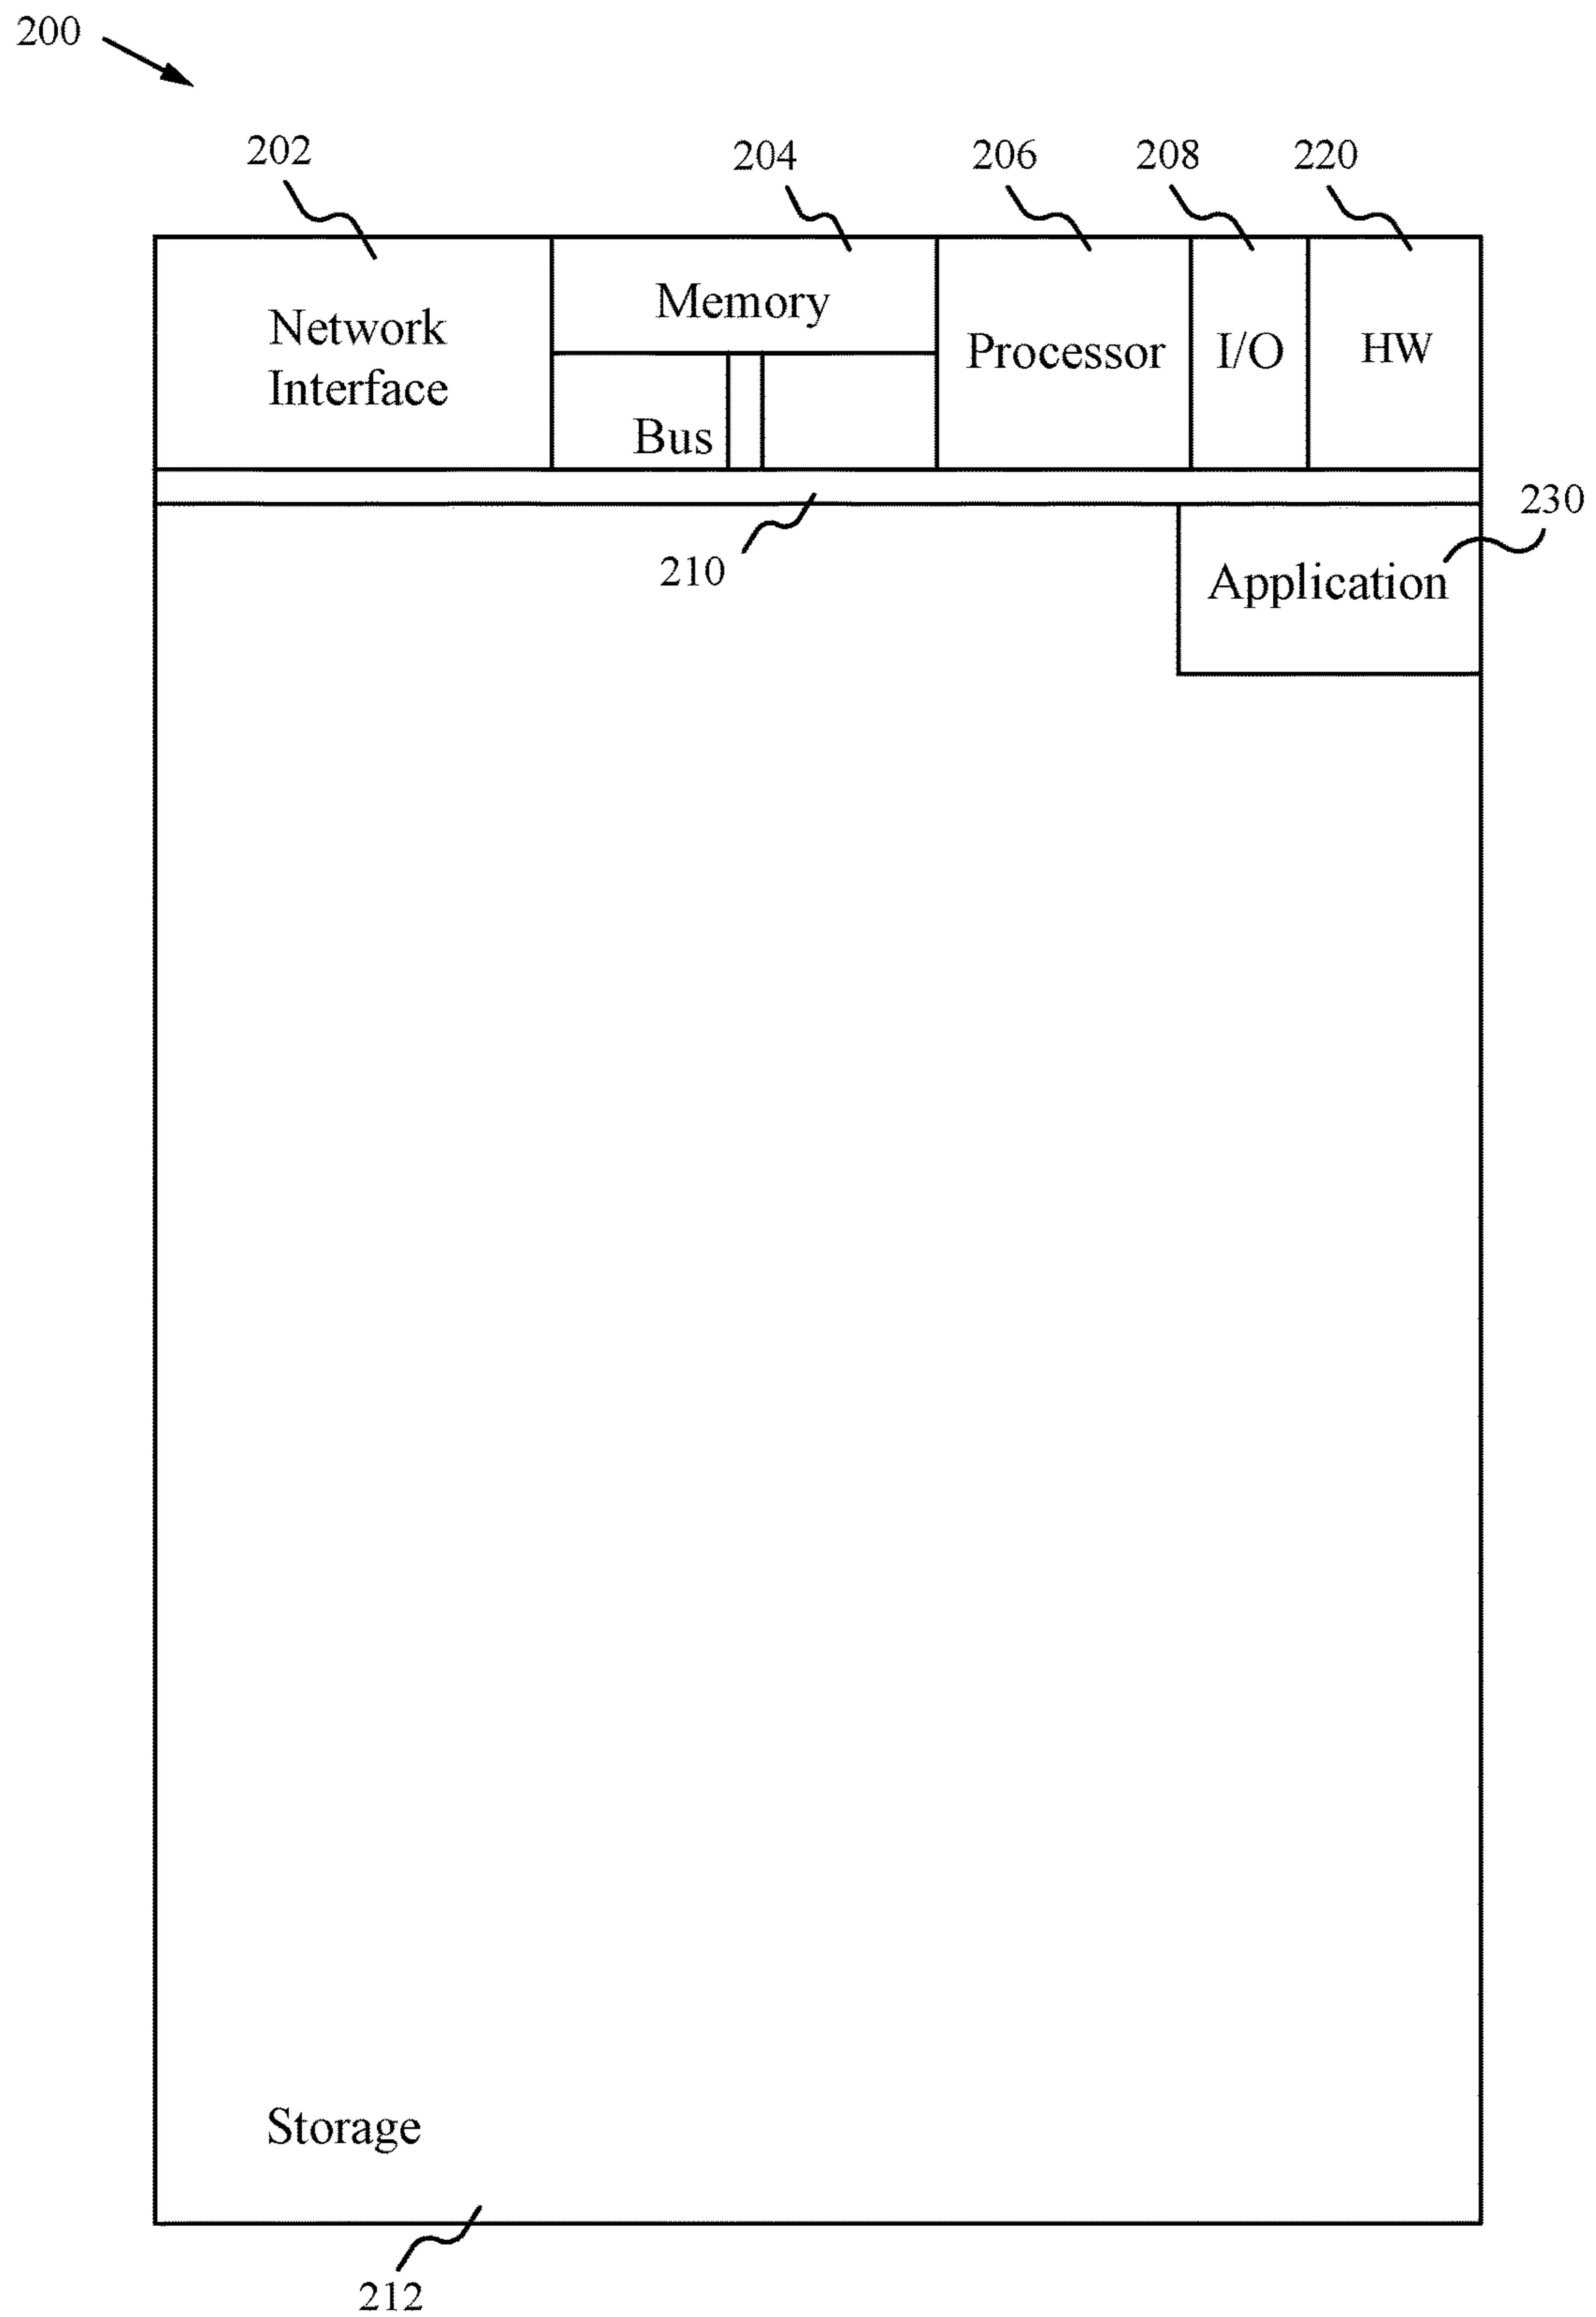 200
202
204
206
208
220
Network
Interface
Memory
Processor
I/O
HW
Bus
230
210
Application
Storage
212